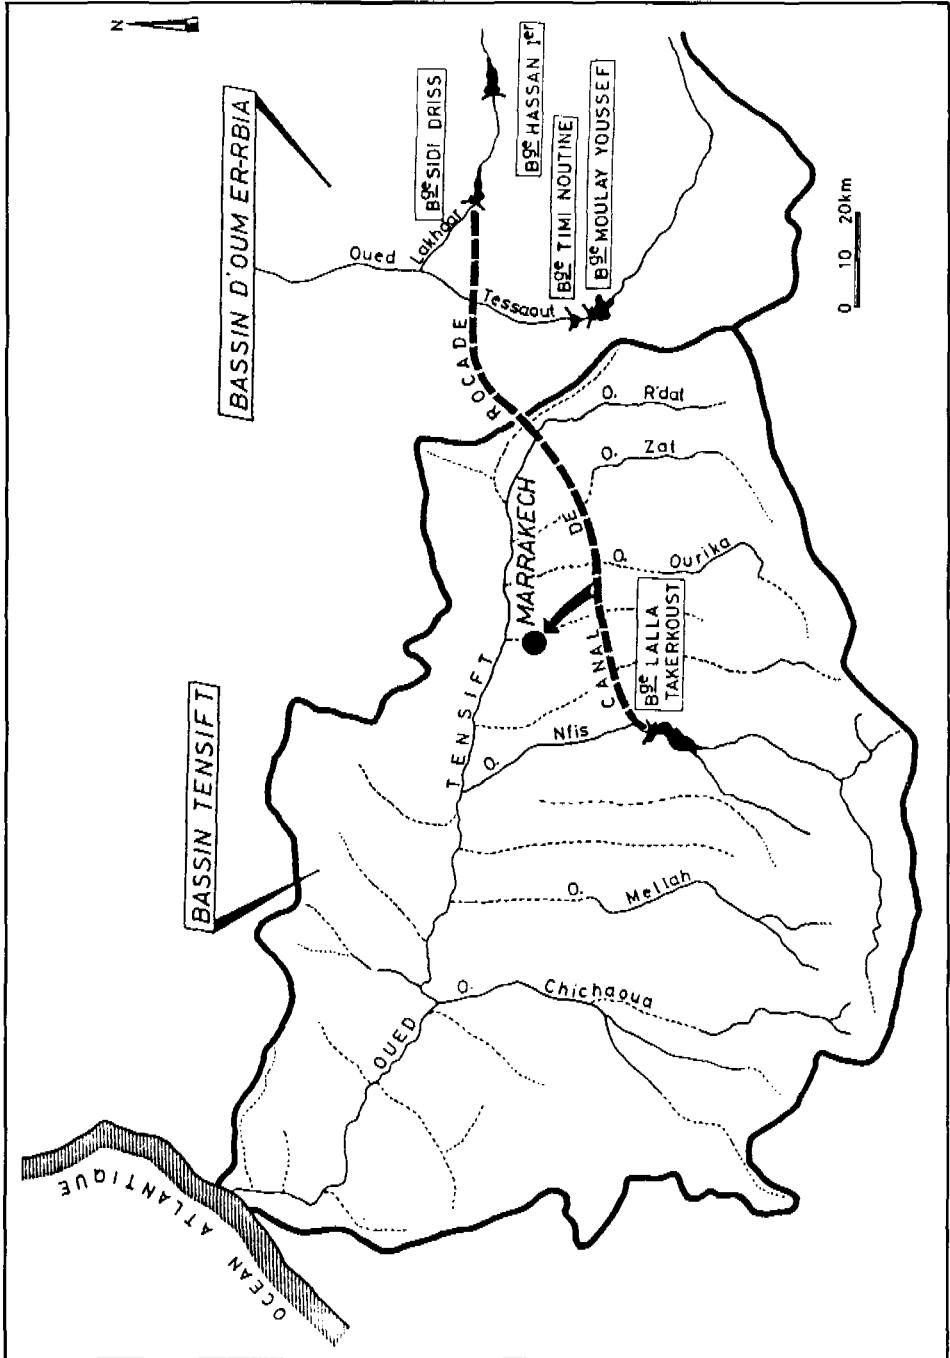 N
BASSIN TENSIFT
BASSIN D'OUM ER-RBIA
OCEAN ATLANTIQUE
OUED TENSIFT
MARRAKECH
CANAL DE ROCADE
Oued
Lakhdar
Tessaout
Bge SIDI DRISS
Bge HASSAN 1er
Bge TIMI NOUTINE
Bge MOULAY YOUSSEF
Bge LALLA
TAKERKOUST
O. Chichaoua
O. Mellah
O. Nfis
O. Ourika
O. Zat
O. R'dat
0 10 20km